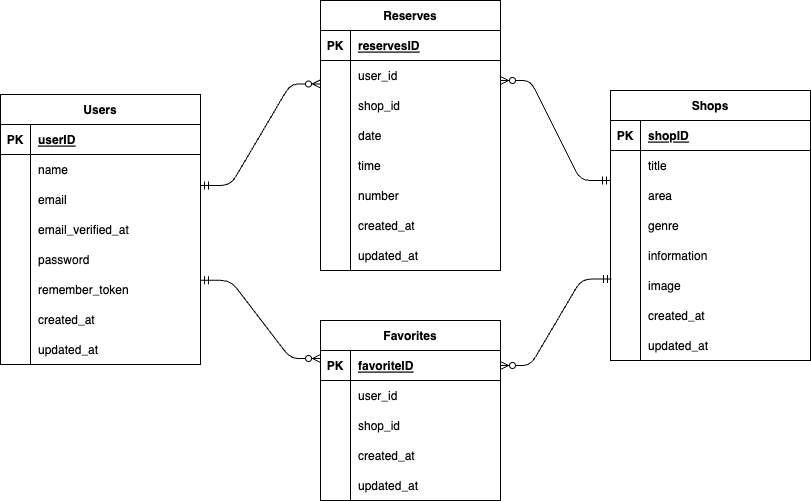 Reserves
PK reservesID
user_id
shop_id
date
time
number
created_at
updated_at
Users
PK userID
name
email
email_verified_at
password
remember_token
created_at
updated_at
Shops
PK shopID
title
area
genre
information
image
created_at
updated_at
Favorites
PK favoriteID
user_id
shop_id
created_at
updated_at